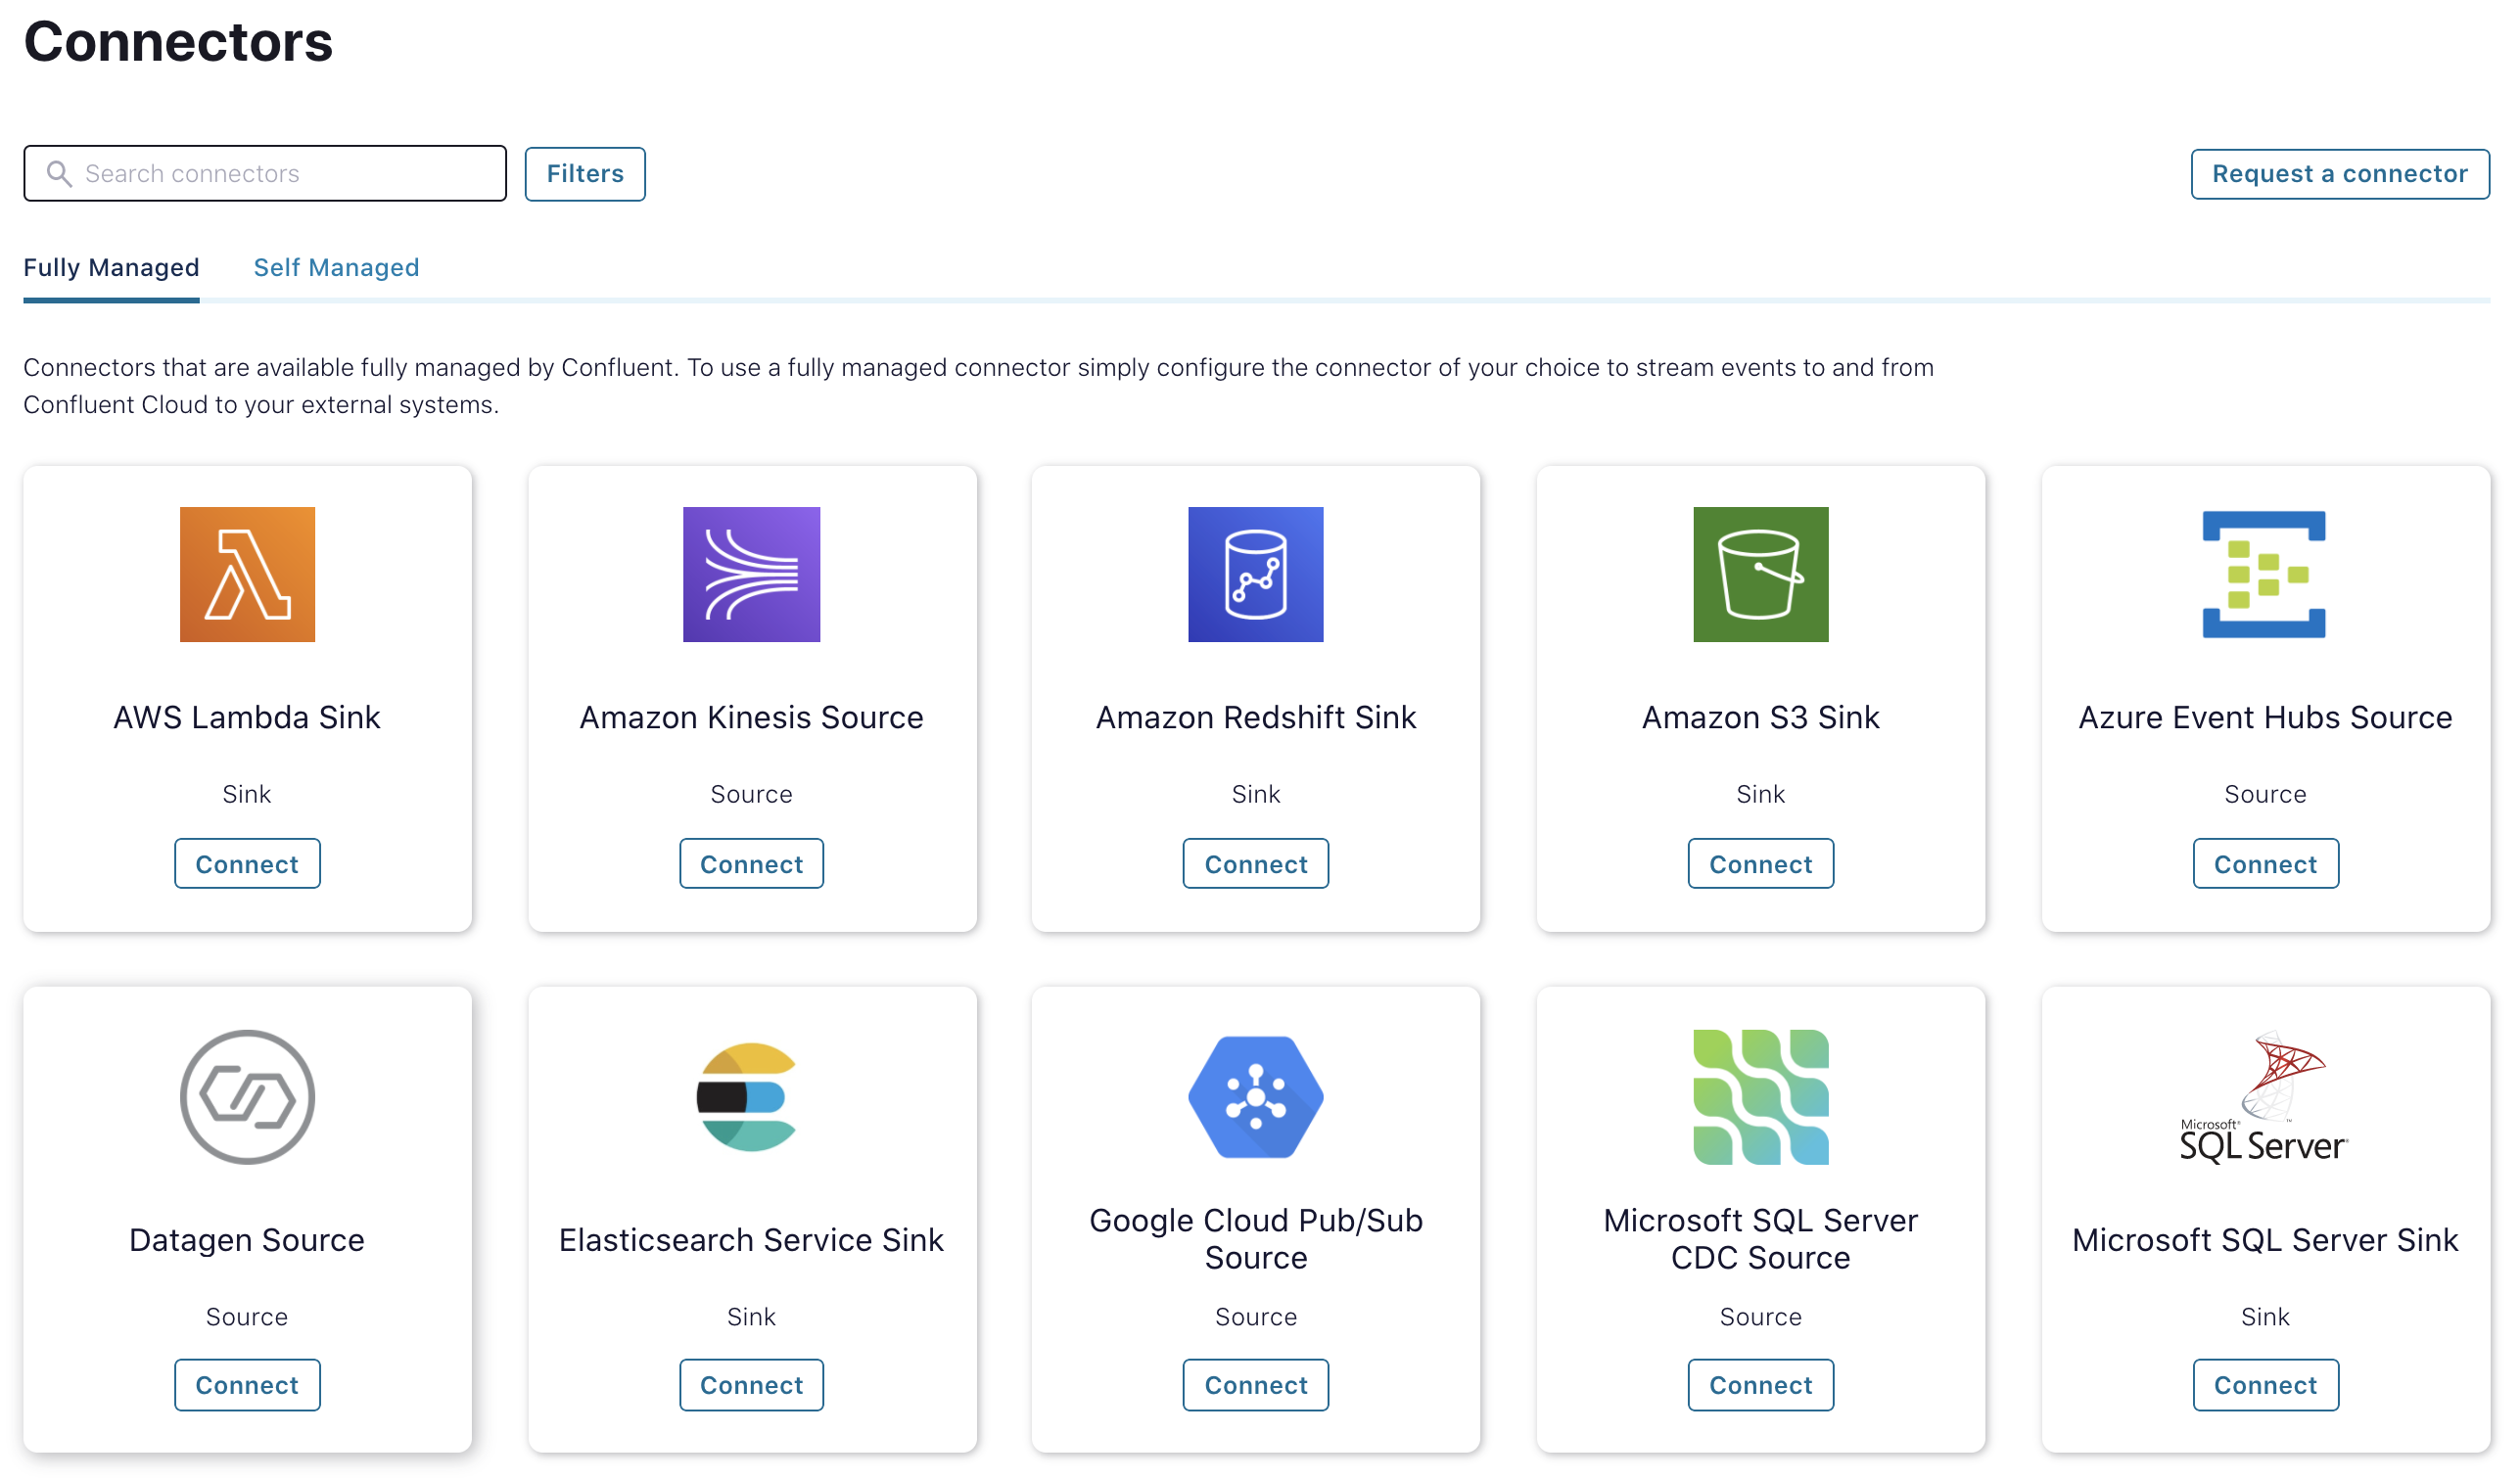 Connectors
Search connectors
Filters
Request a connector
Fully Managed
Self Managed
Connectors that are available fully managed by Confluent. To use a fully managed connector simply configure the connector of your choice to stream events to and from
Confluent Cloud to your external systems.
AWS Lambda Sink
Sink
Connect
Amazon Kinesis Source
Source
Connect
Amazon Redshift Sink
Sink
Connect
Amazon S3 Sink
Sink
Connect
Azure Event Hubs Source
Source
Connect
Datagen Source
Source
Connect
Elasticsearch Service Sink
Sink
Connect
Google Cloud Pub/Sub
Source
Source
Connect
Microsoft SQL Server
CDC Source
Source
Connect
Microsoft®
SQL Server®
Microsoft SQL Server Sink
Sink
Connect